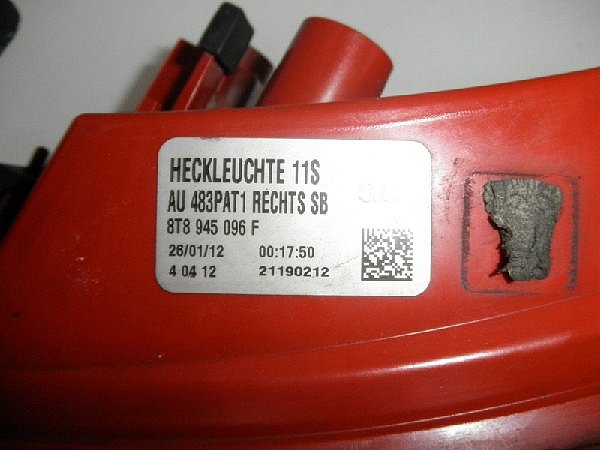 HECKLEUCHTE 11S
AU 483PAT1 RECHTS SB
8T8 945 096 F
26/01/12 00:17:50
4 04 12 21190212